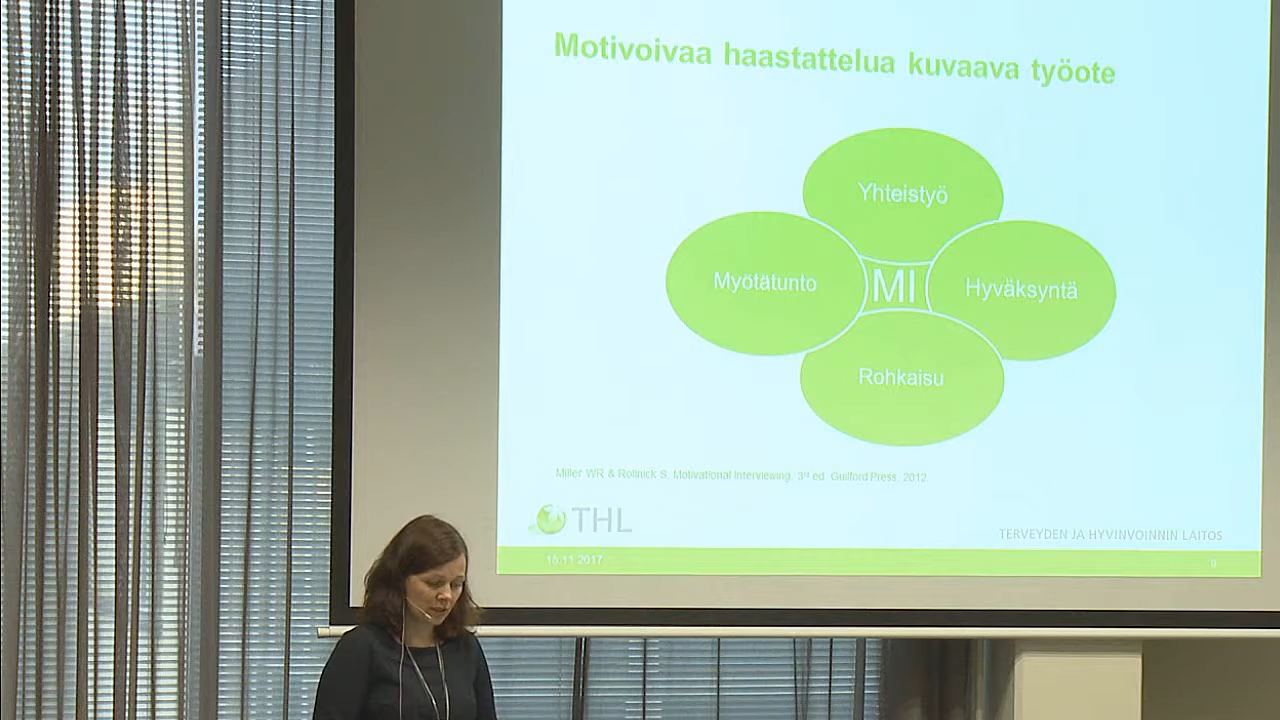 Motivoivaa haastattelua kuvaava työote
Yhteistyö
Myötätunto
MI
Hyväksyntä
Rohkaisu
Miller WR & Rollnick S. Motivational Interviewing. 3rd ed. Guilford Press, 2012.
THL
TERVEYDEN JA HYVINVOINNIN LAITOS
15.11.2017
9